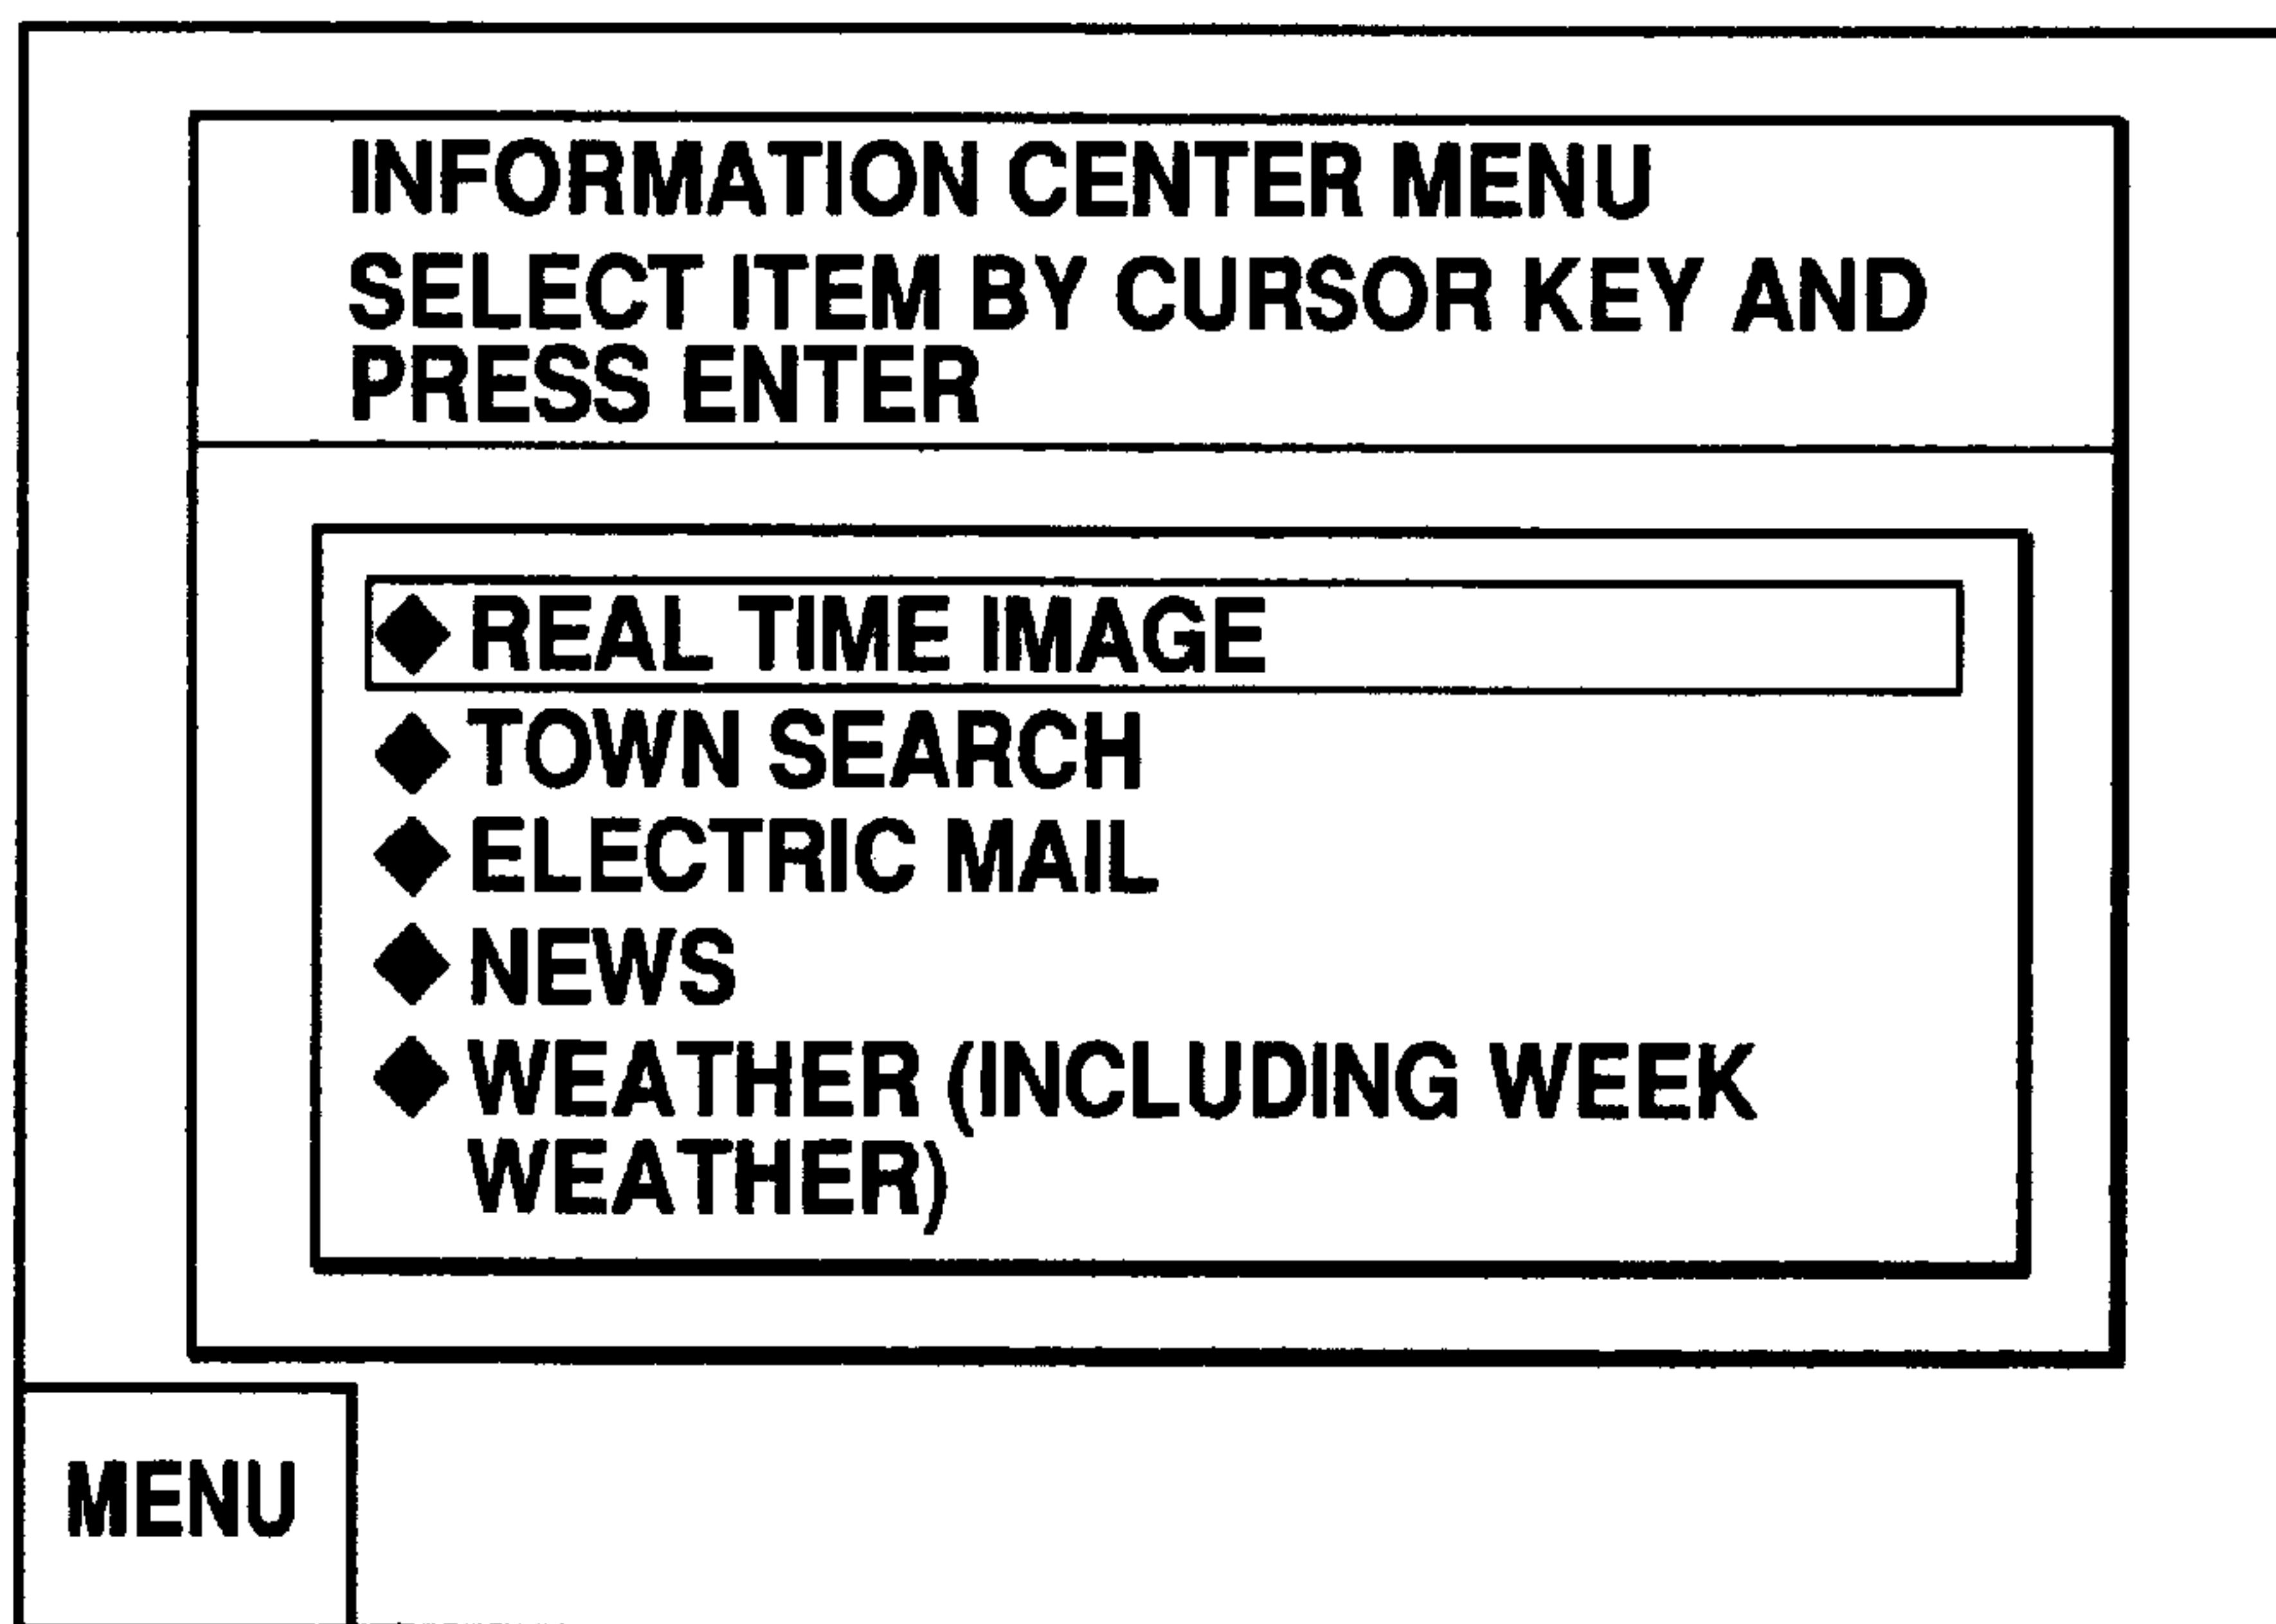 INFORMATION CENTER MENU
SELECT ITEM BY CURSOR KEY AND
PRESS ENTER
◆ REAL TIME IMAGE
◆ TOWN SEARCH
◆ ELECTRIC MAIL
◆ NEWS
◆ WEATHER (INCLUDING WEEK
WEATHER)
MENU